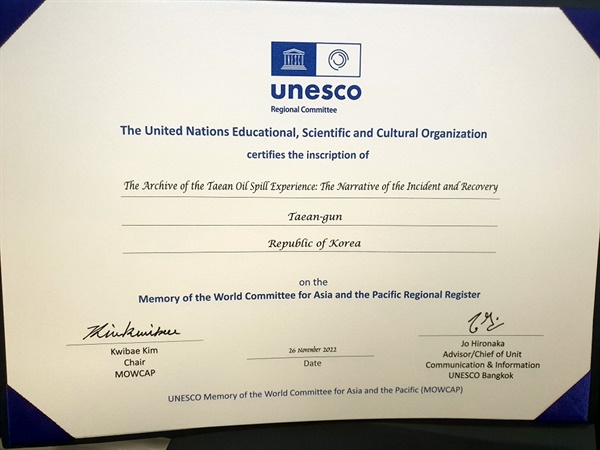 unesco
Regional Committee
The United Nations Educational, Scientific and Cultural Organization
certifies the inscription of
The Archive of the Taean Oil Spill Experience: The Narrative of the Incident and Recovery
Taean-gun
Republic of Korea
on the
Memory of the World Committee for Asia and the Pacific Regional Register
Kwibae Kim
Chair
MOWCAP
26 November 2022
Date
Jo Hironaka
Advisor/Chief of Unit
Communication & Information
UNESCO Bangkok
UNESCO Memory of the World Committee for Asia and the Pacific (MOWCAP)